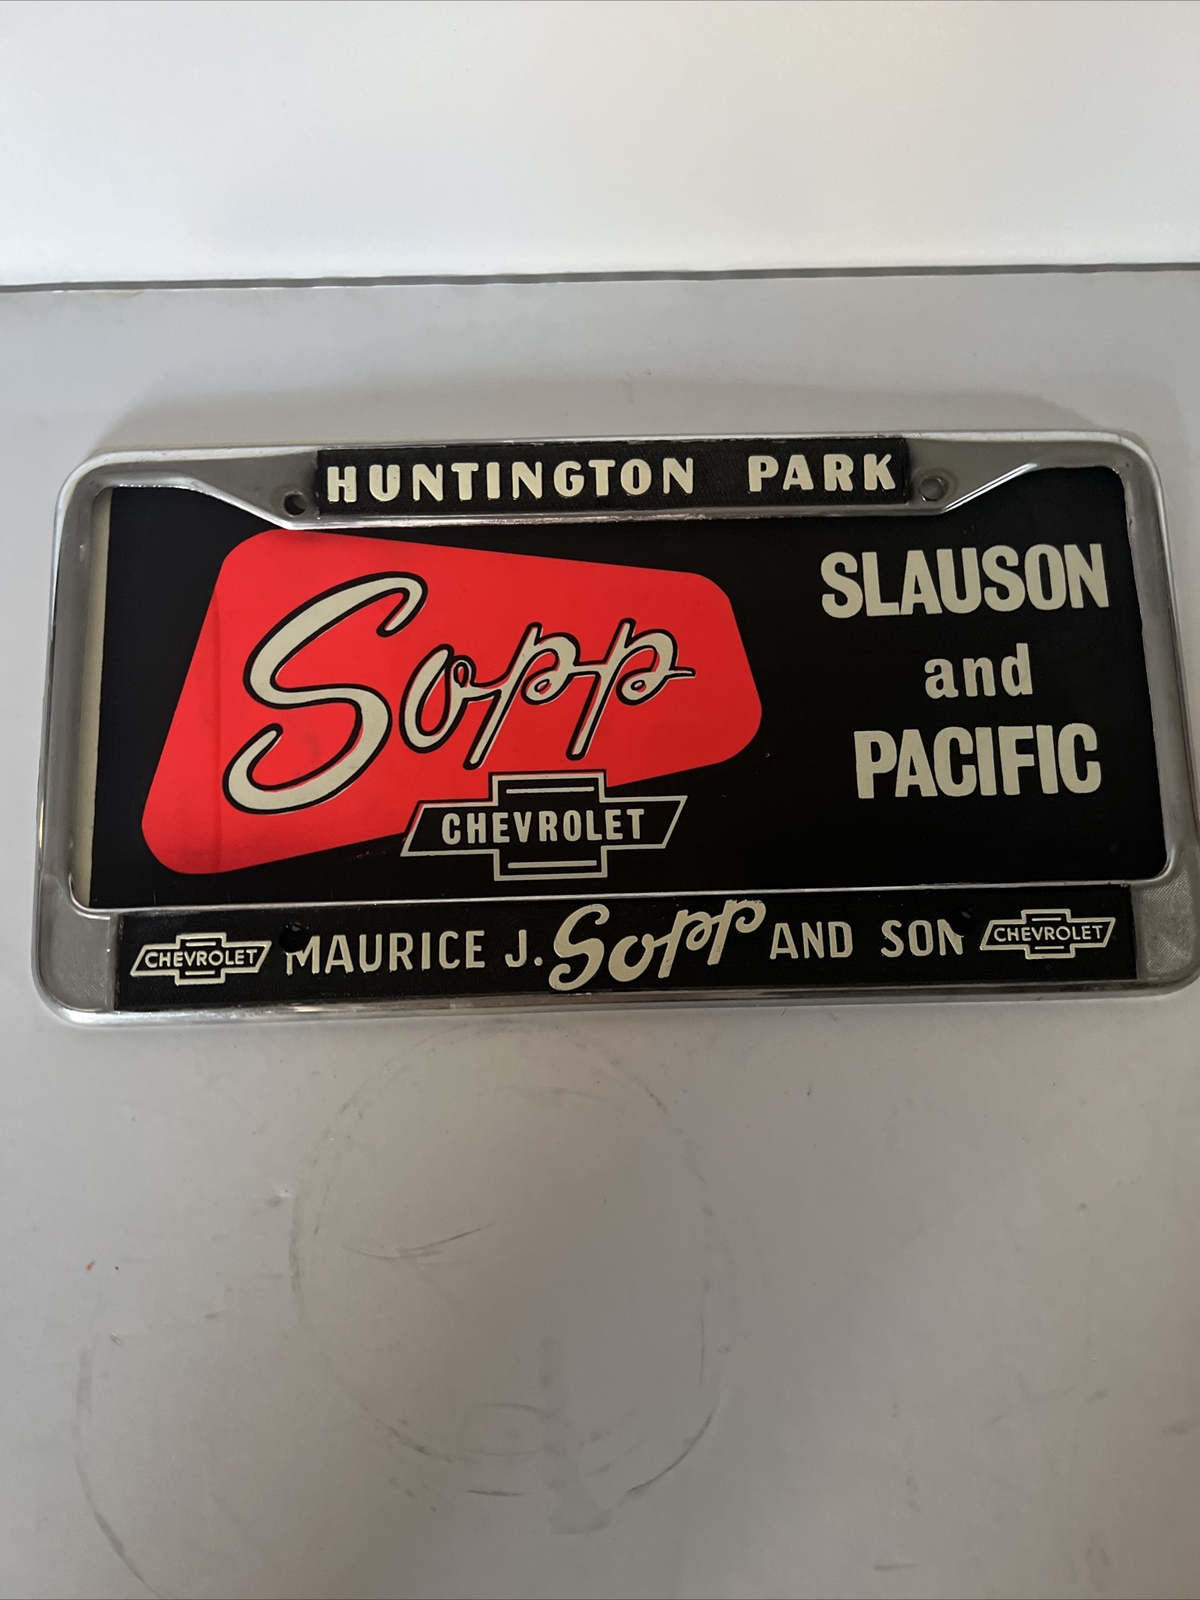 HUNTINGTON PARK
Sopp
CHEVROLET
SLAUSON
and
PACIFIC
CHEVROLET MAURICE J. Sopp AND SON CHEVROLET